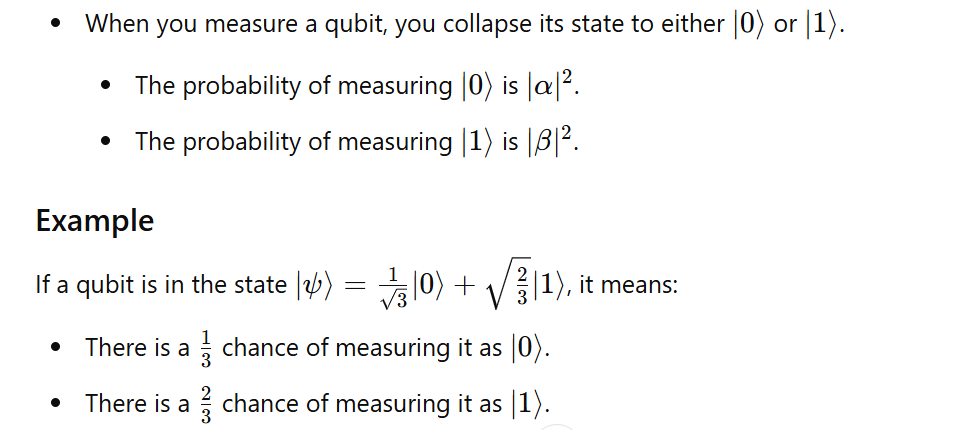 • When you measure a qubit, you collapse its state to either |0⟩ or |1⟩.
• The probability of measuring |0⟩ is |α|².
• The probability of measuring |1⟩ is |β|².
Example
If a qubit is in the state |ψ⟩ = 1/√3 |0⟩ + √(2/3) |1⟩, it means:
• There is a 1/3 chance of measuring it as |0⟩.
• There is a 2/3 chance of measuring it as |1⟩.